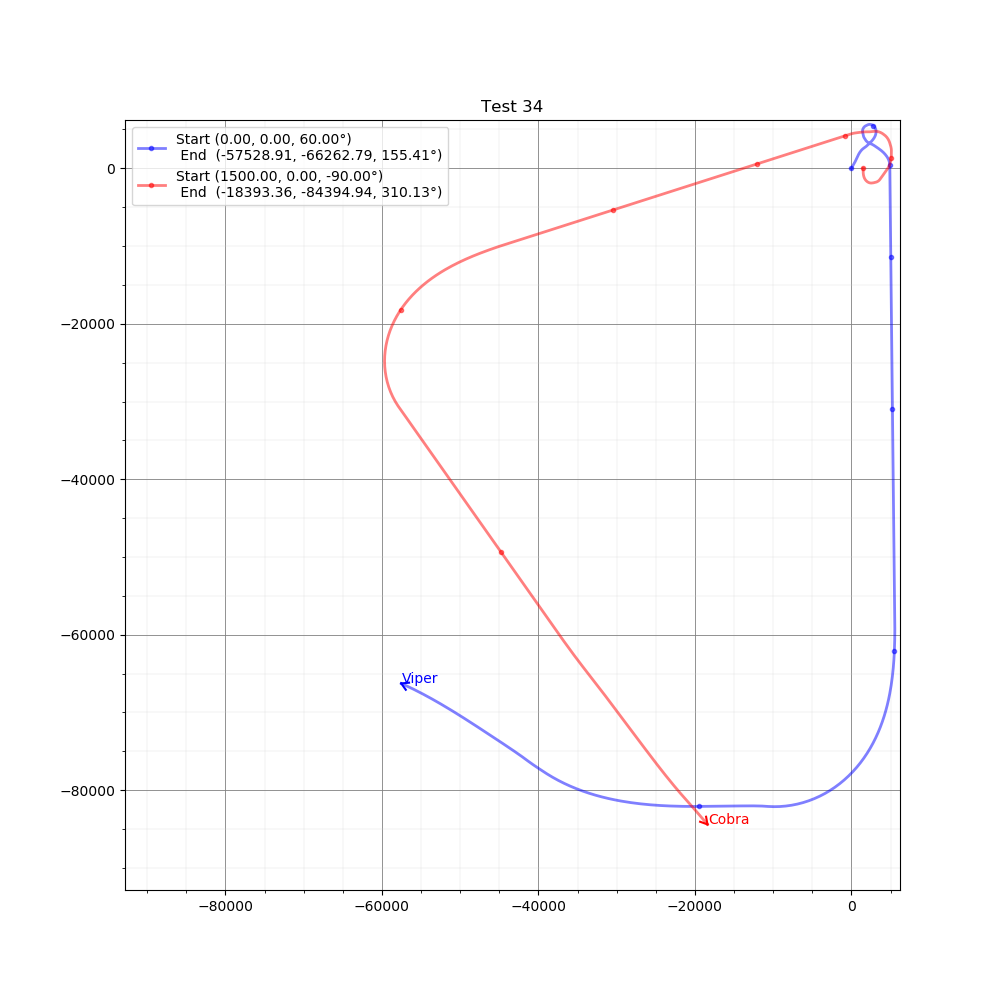 Test 34
Start (0.00, 0.00, 60.00°)
End  (-57528.91, -66262.79, 155.41°)
Start (1500.00, 0.00, -90.00°)
End  (-18393.36, -84394.94, 310.13°)
0
−20000
−40000
−60000
−80000
Viper
Cobra
−80000
−60000
−40000
−20000
0